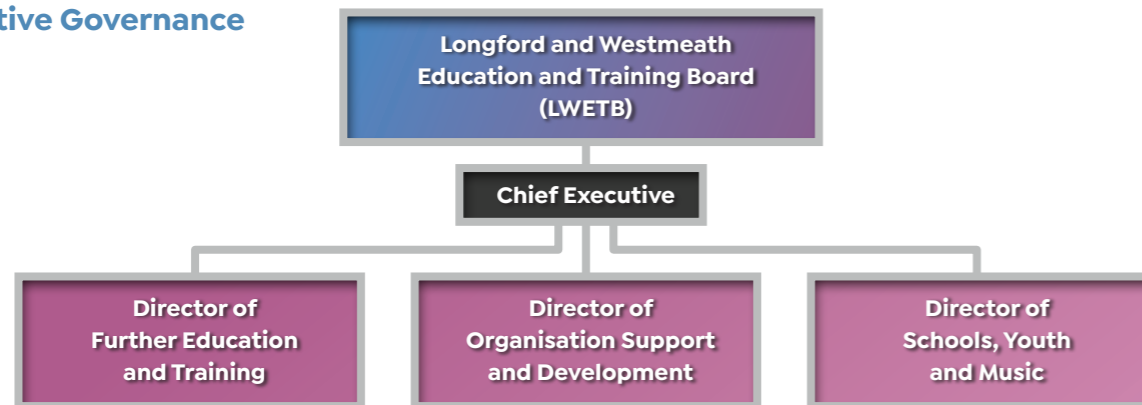 tive Governance
Longford and Westmeath
Education and Training Board
(LWETB)
Chief Executive
Director of
Further Education
and Training
Director of
Organisation Support
and Development
Director of
Schools, Youth
and Music